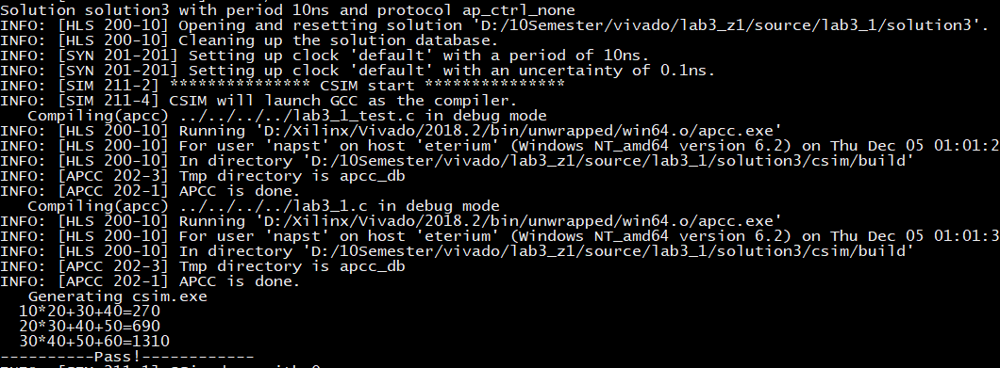 Solution solution3 with period 10ns and protocol ap_ctrl_none
INFO: [HLS 200-10] Opening and resetting solution 'D:/10Semester/vivado/lab3_z1/source/lab3_1/solution3'.
INFO: [HLS 200-10] Cleaning up the solution database.
INFO: [SYN 201-201] Setting up clock 'default' with a period of 10ns.
INFO: [SYN 201-201] Setting up clock 'default' with an uncertainty of 0.1ns.
INFO: [SIM 211-2] *************** CSIM start ***************
INFO: [SIM 211-4] CSIM will launch GCC as the compiler.
Compiling(apcc) ../../../../lab3_1_test.c in debug mode
INFO: [HLS 200-10] Running 'D:/Xilinx/Vivado/2018.2/bin/unwrapped/win64.o/apcc.exe'
INFO: [HLS 200-10] For user 'napst' on host 'eterium' (Windows NT_amd64 version 6.2) on Thu Dec 05 01:01:2
INFO: [HLS 200-10] In directory 'D:/10Semester/vivado/lab3_z1/source/lab3_1/solution3/csim/build'
INFO: [APCC 202-3] Tmp directory is apcc_db
INFO: [APCC 202-1] APCC is done.
Compiling(apcc) ../../../../lab3_1.c in debug mode
INFO: [HLS 200-10] Running 'D:/Xilinx/Vivado/2018.2/bin/unwrapped/win64.o/apcc.exe'
INFO: [HLS 200-10] For user 'napst' on host 'eterium' (Windows NT_amd64 version 6.2) on Thu Dec 05 01:01:3
INFO: [HLS 200-10] In directory 'D:/10Semester/vivado/lab3_z1/source/lab3_1/solution3/csim/build'
INFO: [APCC 202-3] Tmp directory is apcc_db
INFO: [APCC 202-1] APCC is done.
Generating csim.exe
10*20+30+40=270
20*30+40+50=690
30*40+50+60=1310
----------Pass!------------